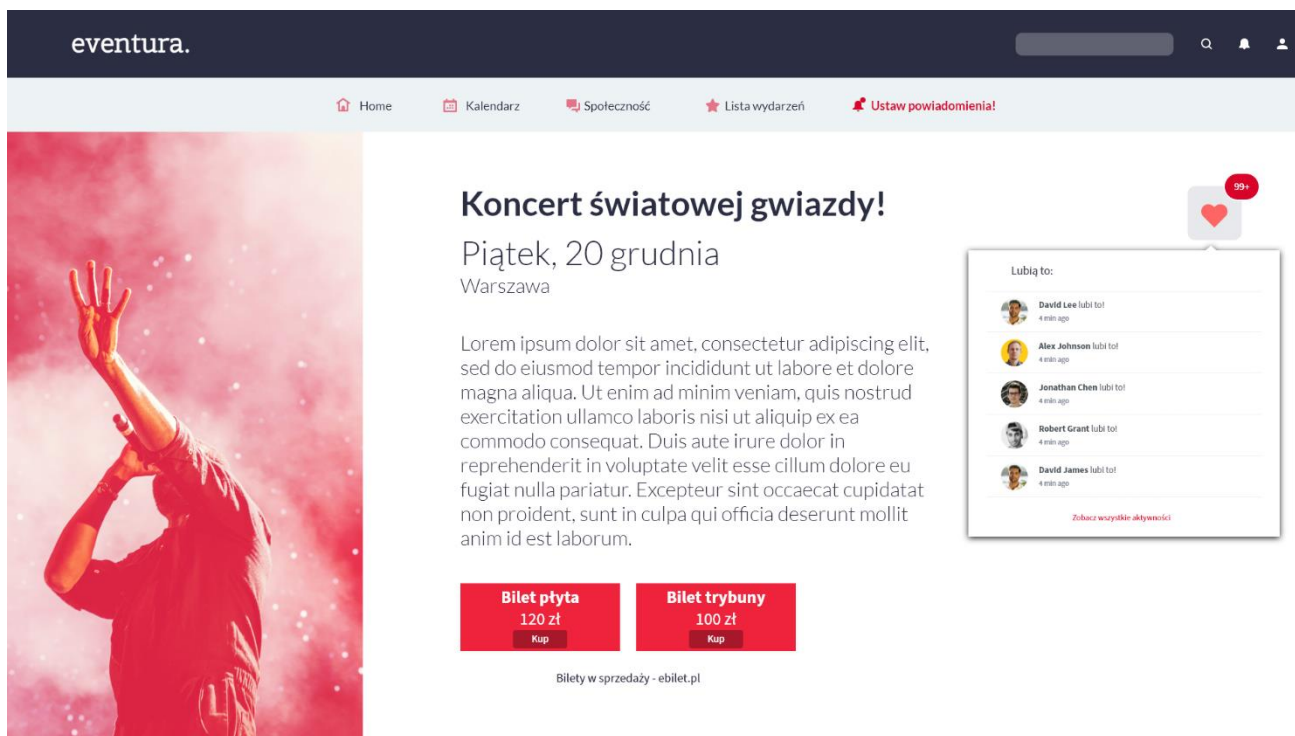 eventura.
Home
Kalendarz
Społeczność
Lista wydarzeń
Ustaw powiadomienia!
Koncert światowej gwiazdy!
Piątek, 20 grudnia
Warszawa
Lorem ipsum dolor sit amet, consectetur adipiscing elit,
sed do eiusmod tempor incididunt ut labore et dolore
magna aliqua. Ut enim ad minim veniam, quis nostrud
exercitation ullamco laboris nisi ut aliquip ex ea
commodo consequat. Duis aute irure dolor in
reprehenderit in voluptate velit esse cillum dolore eu
fugiat nulla pariatur. Excepteur sint occaecat cupidatat
non proident, sunt in culpa qui officia deserunt mollit
anim id est laborum.
Bilet płyta
120 zł
Kup
Bilet trybuny
100 zł
Kup
Bilety w sprzedaży - ebilet.pl
99+
Lubią to:
David Lee lubi to!
4 min ago
Alex Johnson lubi to!
4 min ago
Jonathan Chen lubi to!
4 min ago
Robert Grant lubi to!
4 min ago
David James lubi to!
4 min ago
Zobacz wszystkie aktywności